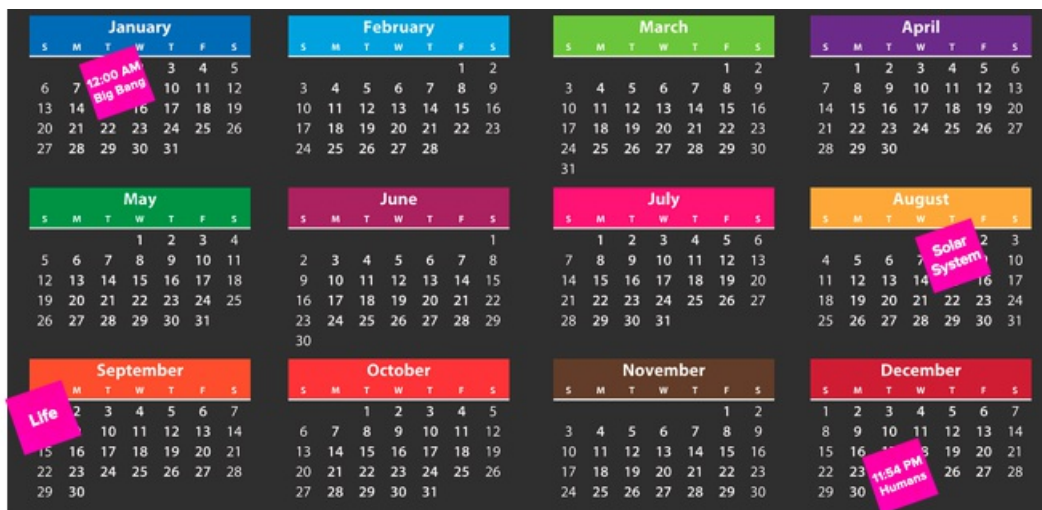 January
S M T W T F S
12:00 AM
Big Bang
3 4 5
6 7 10 11 12
13 14 16 17 18 19
20 21 22 23 24 25 26
27 28 29 30 31
February
S M T W T F S
1 2
3 4 5 6 7 8 9
10 11 12 13 14 15 16
17 18 19 20 21 22 23
24 25 26 27 28
March
S M T W T F S
1 2
3 4 5 6 7 8 9
10 11 12 13 14 15 16
17 18 19 20 21 22 23
24 25 26 27 28 29 30
31
April
S M T W T F S
1 2 3 4 5 6
7 8 9 10 11 12 13
14 15 16 17 18 19 20
21 22 23 24 25 26 27
28 29 30
May
S M T W T F S
1 2 3 4
5 6 7 8 9 10 11
12 13 14 15 16 17 18
19 20 21 22 23 24 25
26 27 28 29 30 31
June
S M T W T F S
1
2 3 4 5 6 7 8
9 10 11 12 13 14 15
16 17 18 19 20 21 22
23 24 25 26 27 28 29
30
July
S M T W T F S
1 2 3 4 5 6
7 8 9 10 11 12 13
14 15 16 17 18 19 20
21 22 23 24 25 26 27
28 29 30 31
August
S M T W T F S
Solar
System
2 3
4 5 6 10
11 12 13 14 16 17
18 19 20 21 22 23 24
25 26 27 28 29 30 31
September
M T W T F S
Life
2 3 4 5 6 7
10 11 12 13 14
15 16 17 18 19 20 21
22 23 24 25 26 27 28
29 30
October
S M T W T F S
1 2 3 4 5
6 7 8 9 10 11 12
13 14 15 16 17 18 19
20 21 22 23 24 25 26
27 28 29 30 31
November
S M T W T F S
1 2
3 4 5 6 7 8 9
10 11 12 13 14 15 16
17 18 19 20 21 22 23
24 25 26 27 28 29 30
December
S M T W T F S
1 2 3 4 5 6 7
8 9 10 11 12 13 14
15 16 19 20 21
22 23 26 27 28
29 30
11:54 PM
Humans